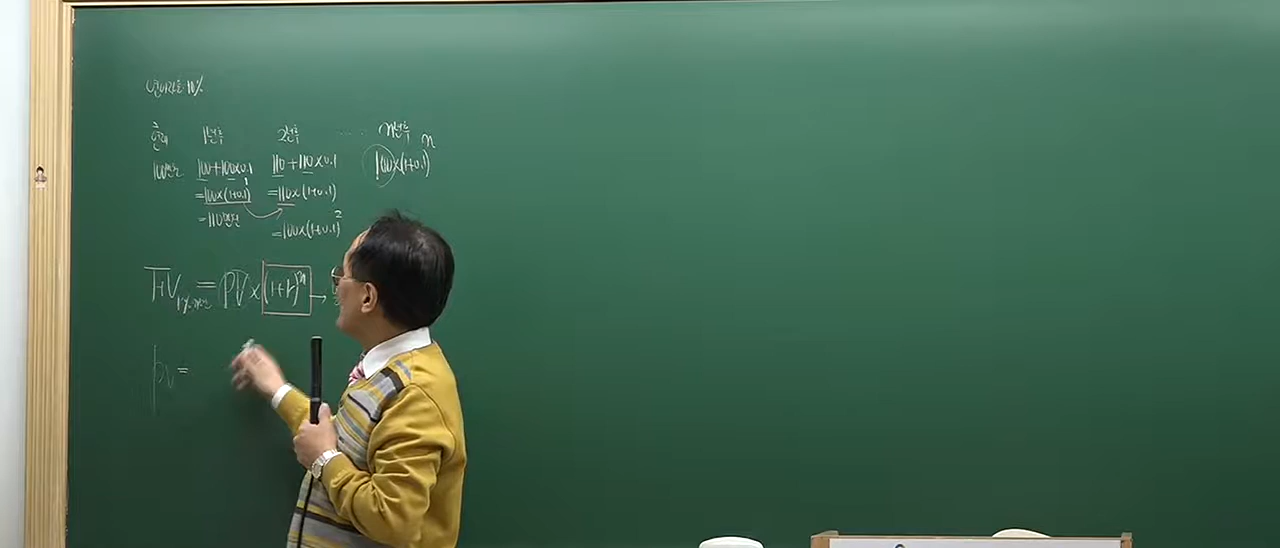 연이자율 10%
현재 1년후 2년후 ····· n년후
100만원 100+100×0.1 110+110×0.1 100×(1+0.1)ⁿ
=100×(1+0.1)¹ =110×(1+0.1)
=110만원 =100×(1+0.1)²
FV = PV × (1+r)ⁿ →
PV =